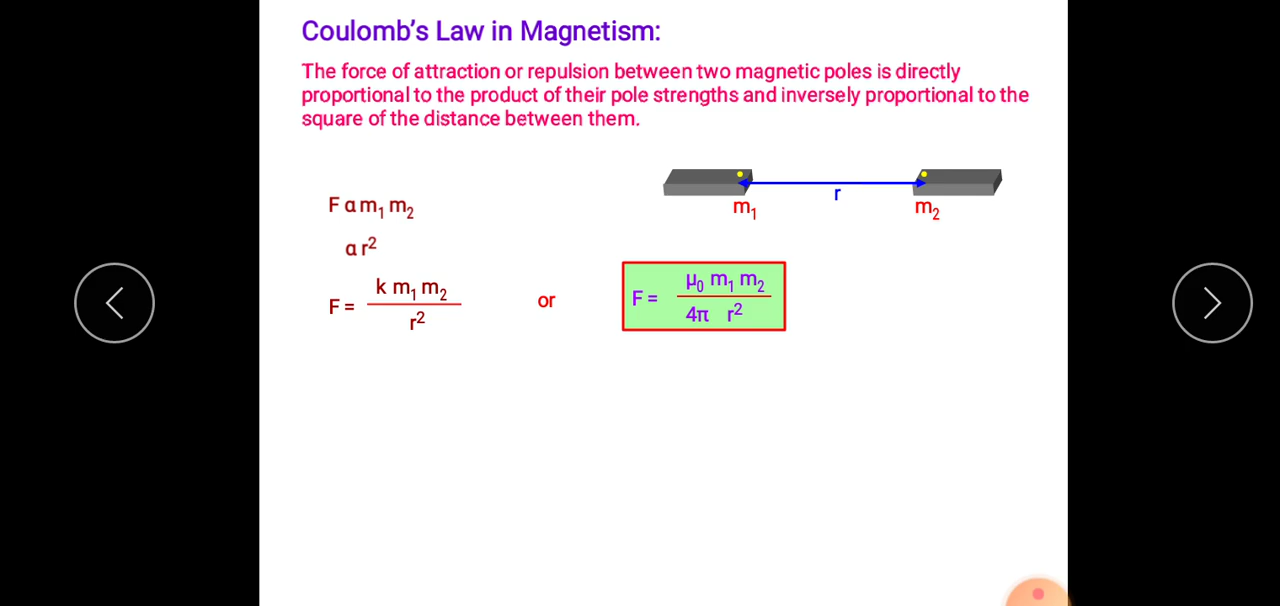 Coulomb’s Law in Magnetism:
The force of attraction or repulsion between two magnetic poles is directly
proportional to the product of their pole strengths and inversely proportional to the
square of the distance between them.
r
m₁ m₂
F α m₁ m₂
α r²
F = k m₁ m₂ / r²
or
F = μ₀ m₁ m₂ / 4π r²